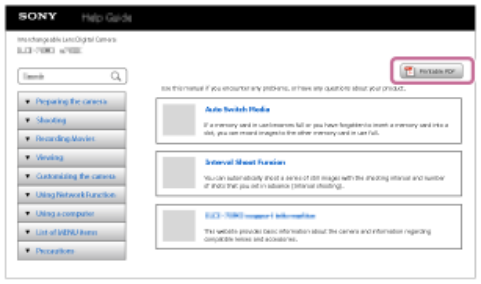 SONY
Help Guide
Interchangeable Lens Digital Camera
Search
Printable PDF
Use this manual if you encounter any problems, or have any questions about your product.
Preparing the camera
Shooting
Recording Movies
Viewing
Customizing the camera
Using Network Function
Using a computer
List of MENU items
Precautions
Auto Switch Media
If a memory card in use becomes full or you have forgotten to insert a memory card into a
slot, you can record images to the other memory card in use full.
Interval Shoot Funsion
You can automatically shoot a series of still images with the shooting interval and number
of shots that you set in advance (interval shooting).
support information
This website provides basic information about the camera and information regarding
compatible lenses and accessories.